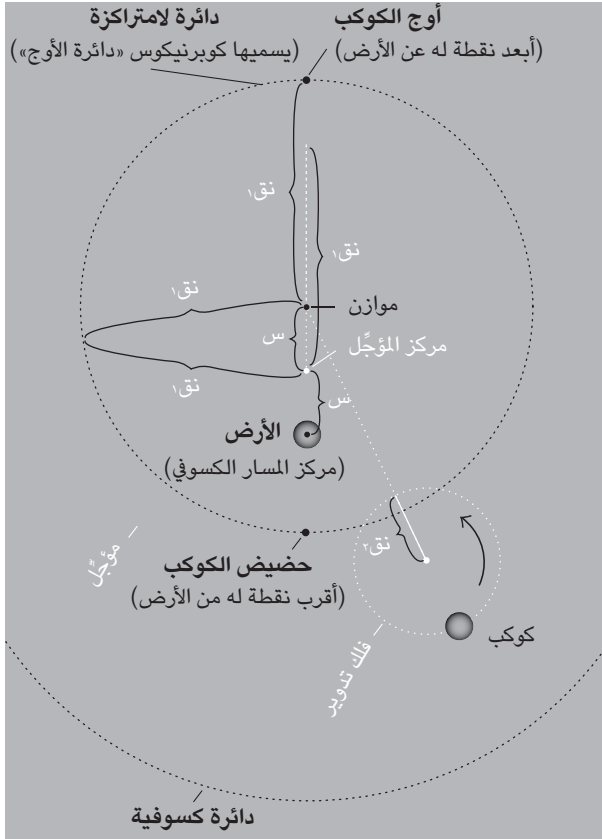 أوج الكوكب
(أبعد نقطة له عن الأرض)
دائرة لامتراكزة
(يسميها كوبرنيكوس «دائرة الأوج»)
نق١
نق١
نق١
موازن
س
مركز المؤجِّل
نق١
س
الأرض
(مركز المسار الكسوفي)
مؤجِّل
حضيض الكوكب
(أقرب نقطة له من الأرض)
نق٢
كوكب
فلك تدوير
دائرة كسوفية